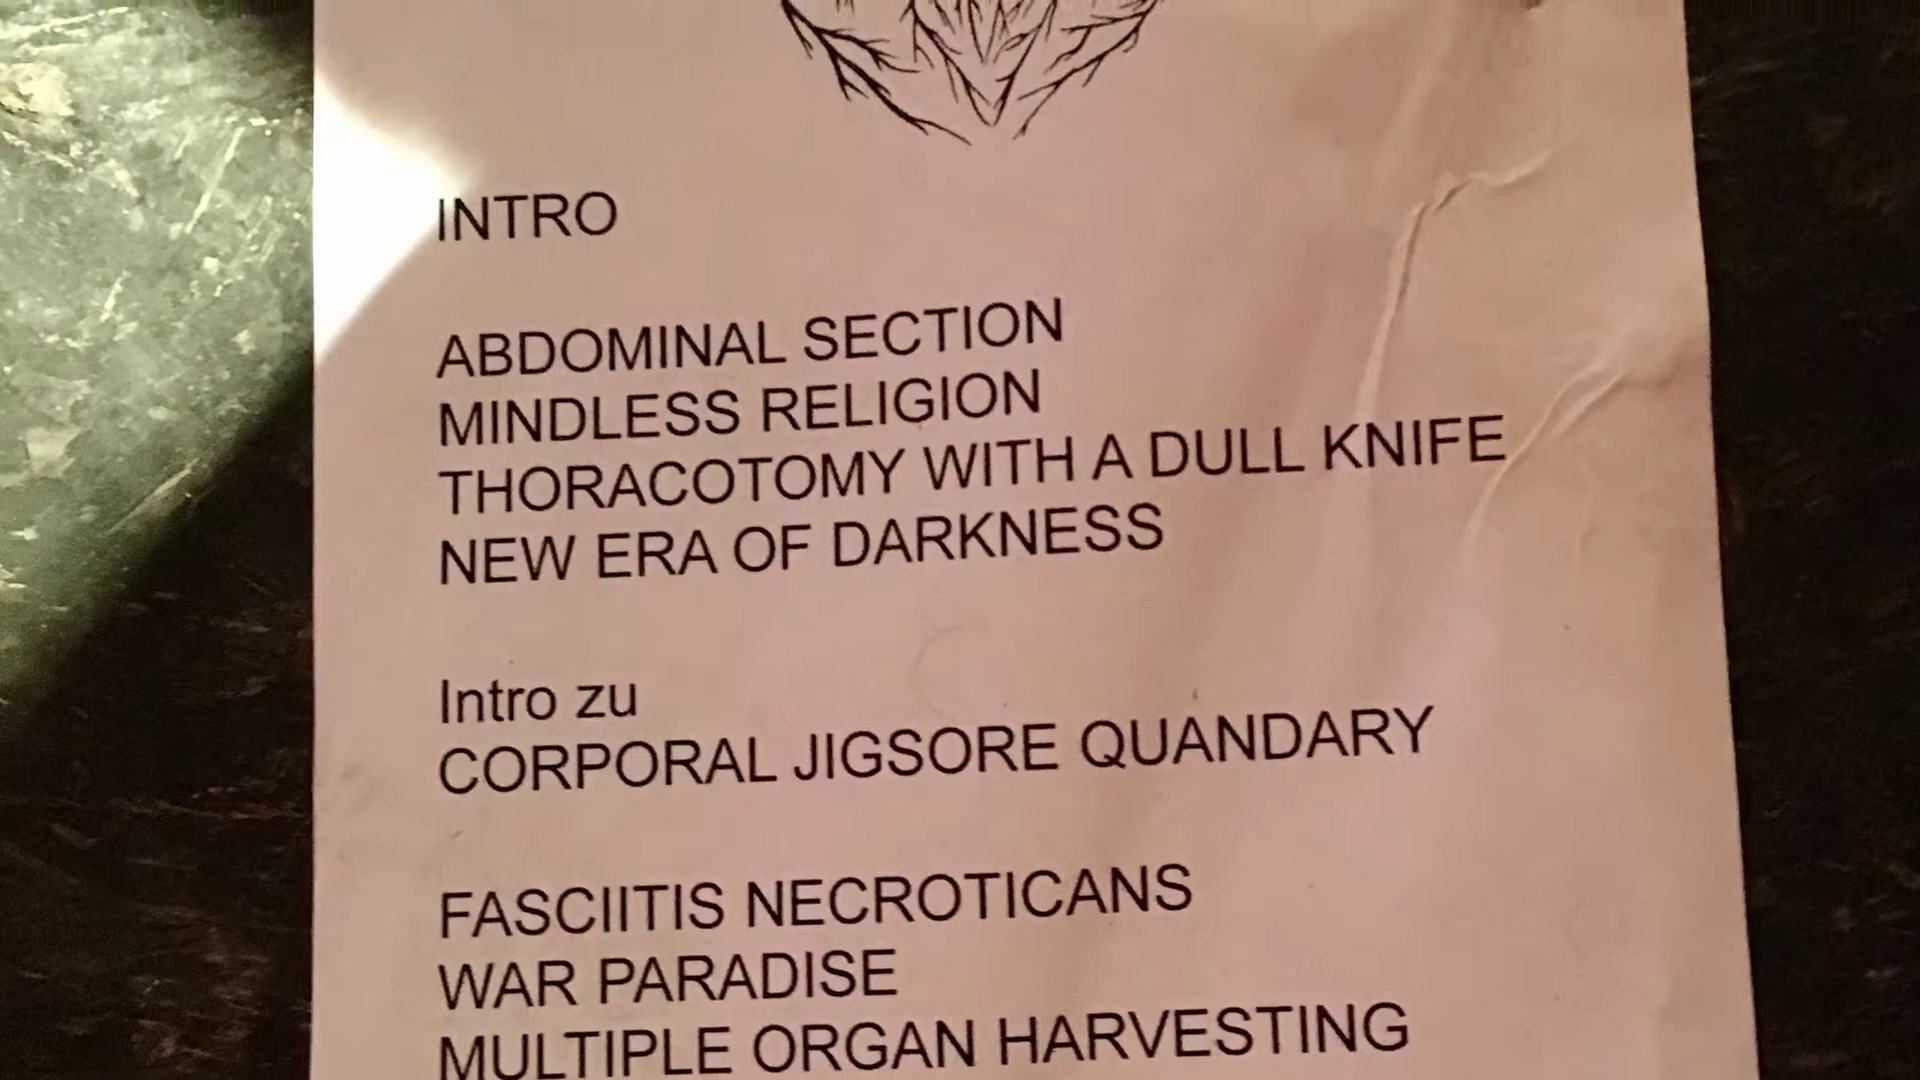 INTRO
ABDOMINAL SECTION
MINDLESS RELIGION
THORACOTOMY WITH A DULL KNIFE
NEW ERA OF DARKNESS
Intro zu
CORPORAL JIGSORE QUANDARY
FASCIITIS NECROTICANS
WAR PARADISE
MULTIPLE ORGAN HARVESTING